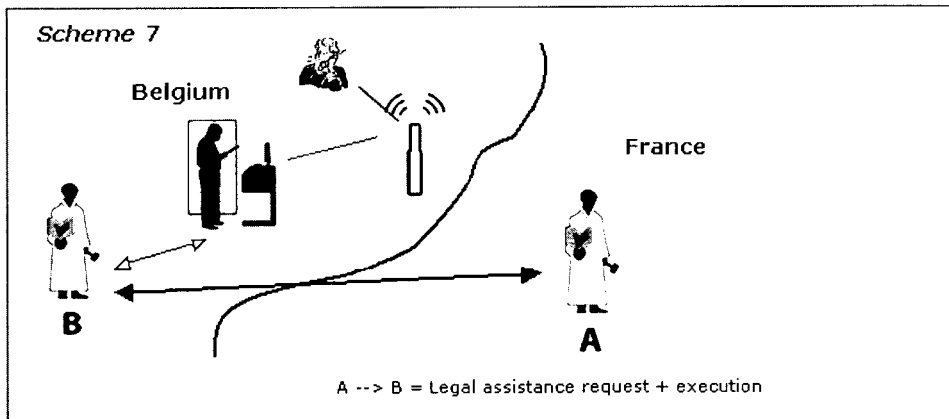 Scheme 7
Belgium
France
B
A
A --> B = Legal assistance request + execution